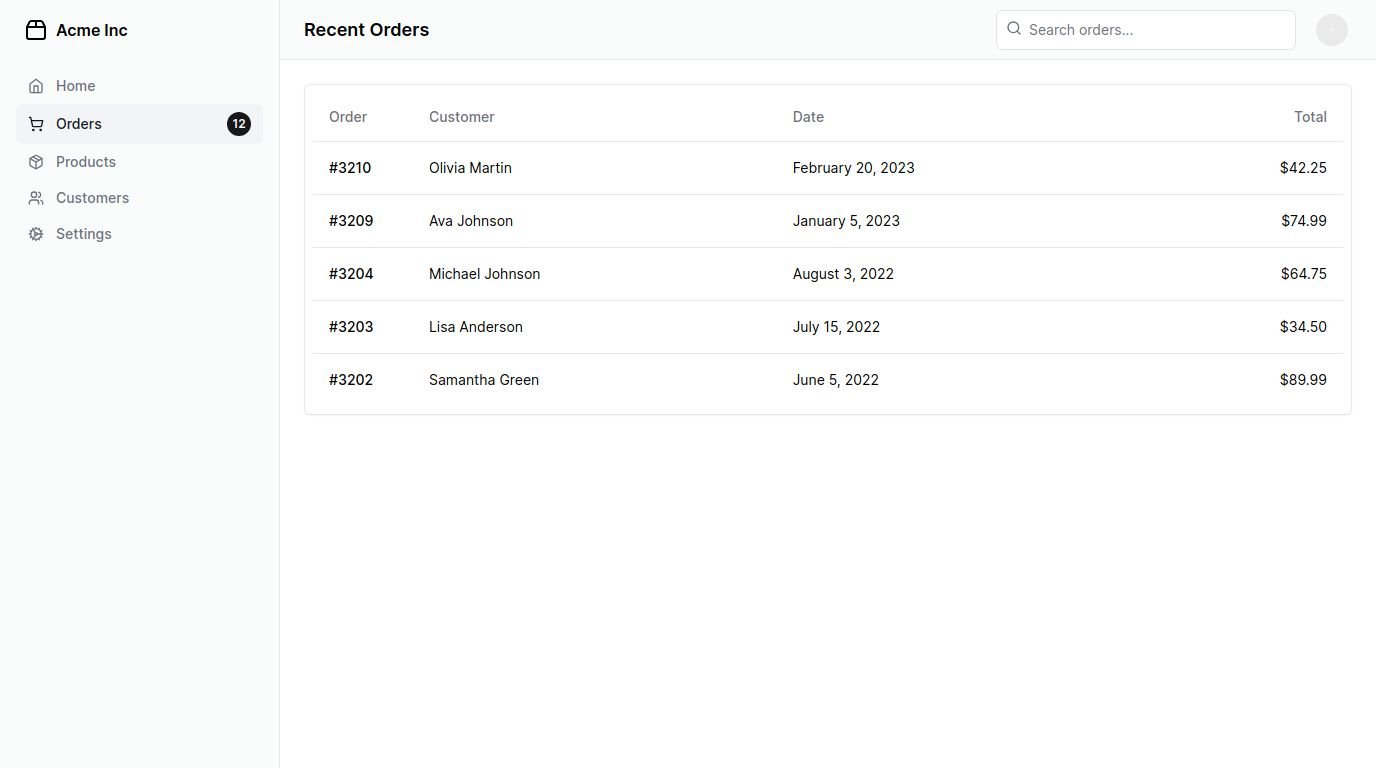 Acme Inc
Home
Orders 12
Products
Customers
Settings
Recent Orders
Search orders...
Order Customer Date Total
#3210 Olivia Martin February 20, 2023 $42.25
#3209 Ava Johnson January 5, 2023 $74.99
#3204 Michael Johnson August 3, 2022 $64.75
#3203 Lisa Anderson July 15, 2022 $34.50
#3202 Samantha Green June 5, 2022 $89.99